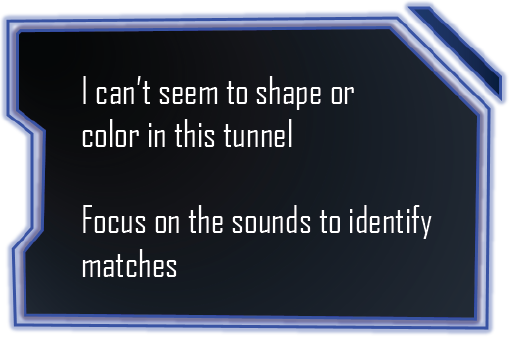 I can't seem to shape or
color in this tunnel
Focus on the sounds to identify
matches